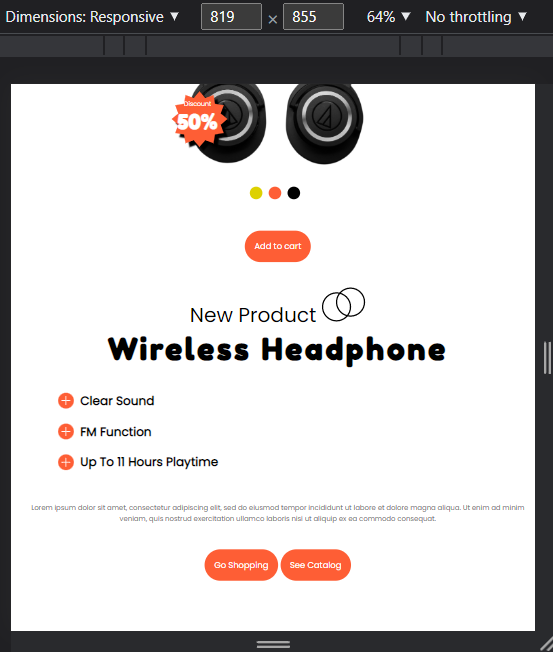 Dimensions: Responsive ▼ 819 × 855 64% ▼ No throttling ▼
Discount
50%
Add to cart
New Product
Wireless Headphone
Clear Sound
FM Function
Up To 11 Hours Playtime
Lorem ipsum dolor sit amet, consectetur adipiscing elit, sed do eiusmod tempor incididunt ut labore et dolore magna aliqua. Ut enim ad minim
veniam, quis nostrud exercitation ullamco laboris nisi ut aliquip ex ea commodo consequat.
Go Shopping See Catalog